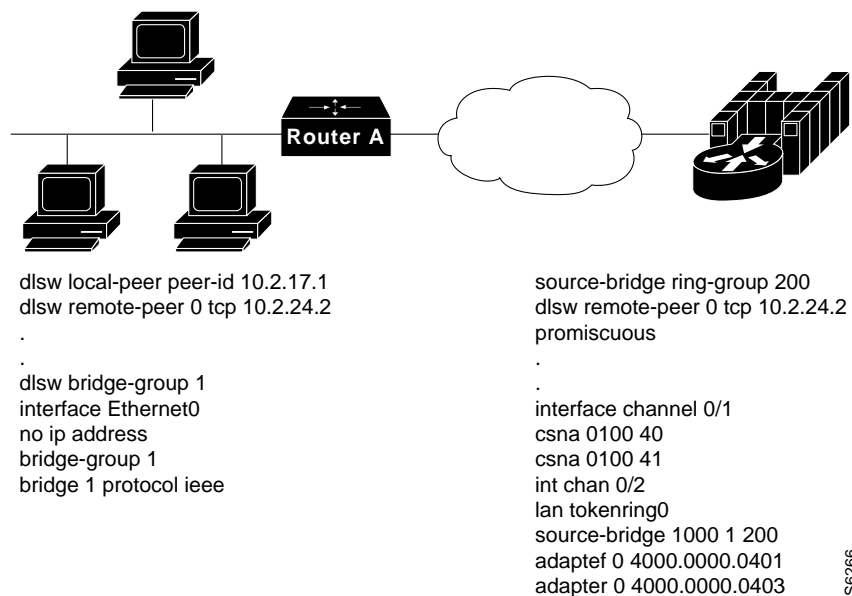 Router A
dlsw local-peer peer-id 10.2.17.1
dlsw remote-peer 0 tcp 10.2.24.2
.
.
dlsw bridge-group 1
interface Ethernet0
no ip address
bridge-group 1
bridge 1 protocol ieee
source-bridge ring-group 200
dlsw remote-peer 0 tcp 10.2.24.2
promiscuous
.
.
interface channel 0/1
csna 0100 40
csna 0100 41
int chan 0/2
lan tokenring0
source-bridge 1000 1 200
adaptef 0 4000.0000.0401
adapter 0 4000.0000.0403
S6266